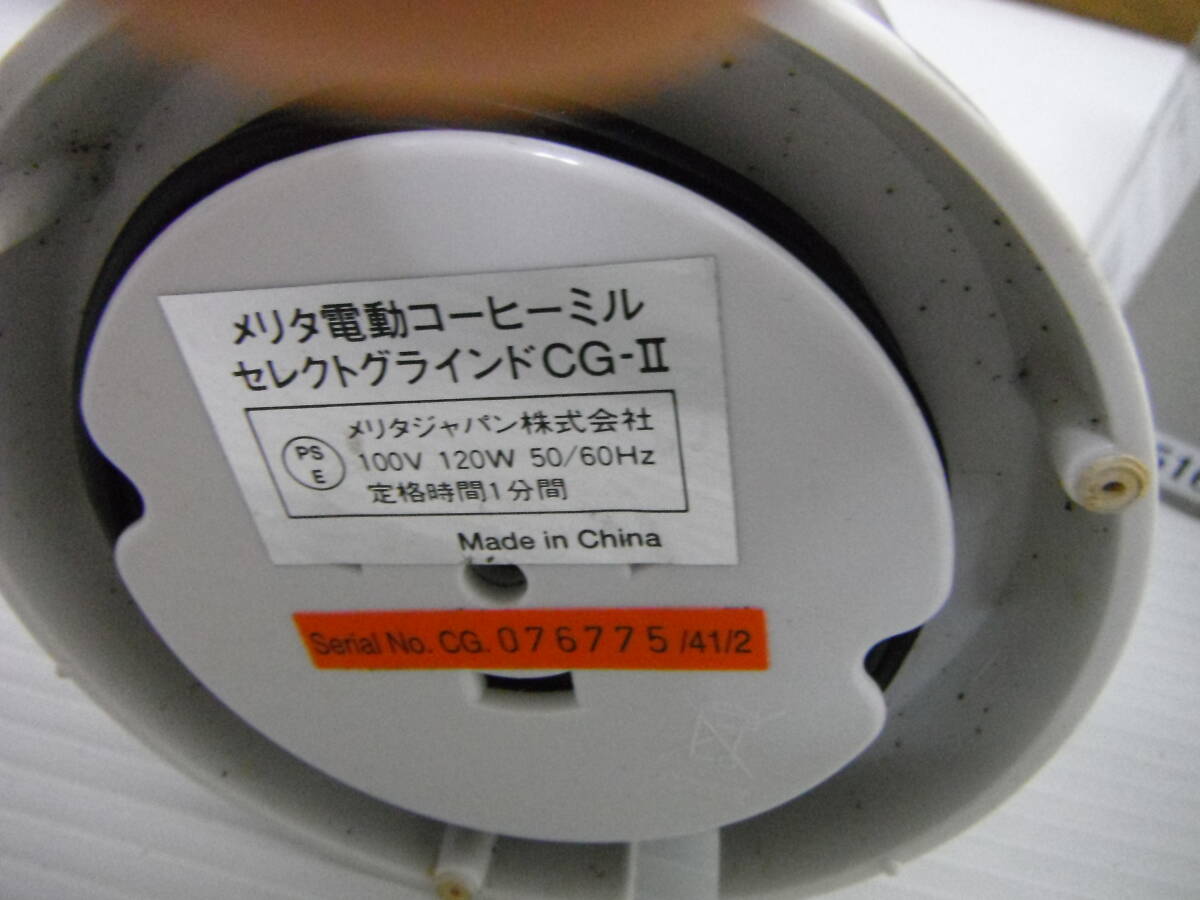 メリタ電動コーヒーミル
セレクトグラインドCG-Ⅱ
メリタジャパン株式会社
PS E
100V 120W 50/60Hz
定格時間1分間
Made in China
Serial No. CG. 076775 /41/2